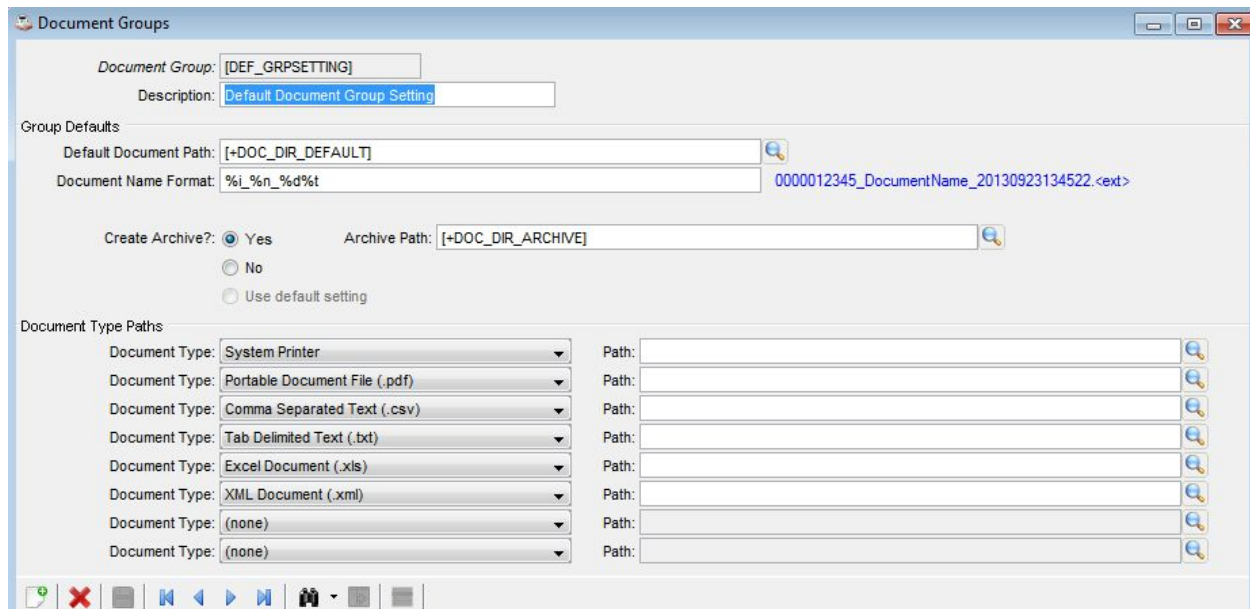 Document Groups
Document Group: [DEF_GRPSETTING]
Description: Default Document Group Setting
Group Defaults
Default Document Path: [+DOC_DIR_DEFAULT]
Document Name Format: %i_%n_%d%t 0000012345_DocumentName_20130923134522.<ext>
Create Archive?: Yes Archive Path: [+DOC_DIR_ARCHIVE]
No
Use default setting
Document Type Paths
Document Type: System Printer Path:
Document Type: Portable Document File (.pdf) Path:
Document Type: Comma Separated Text (.csv) Path:
Document Type: Tab Delimited Text (.txt) Path:
Document Type: Excel Document (.xls) Path:
Document Type: XML Document (.xml) Path:
Document Type: (none) Path:
Document Type: (none) Path: